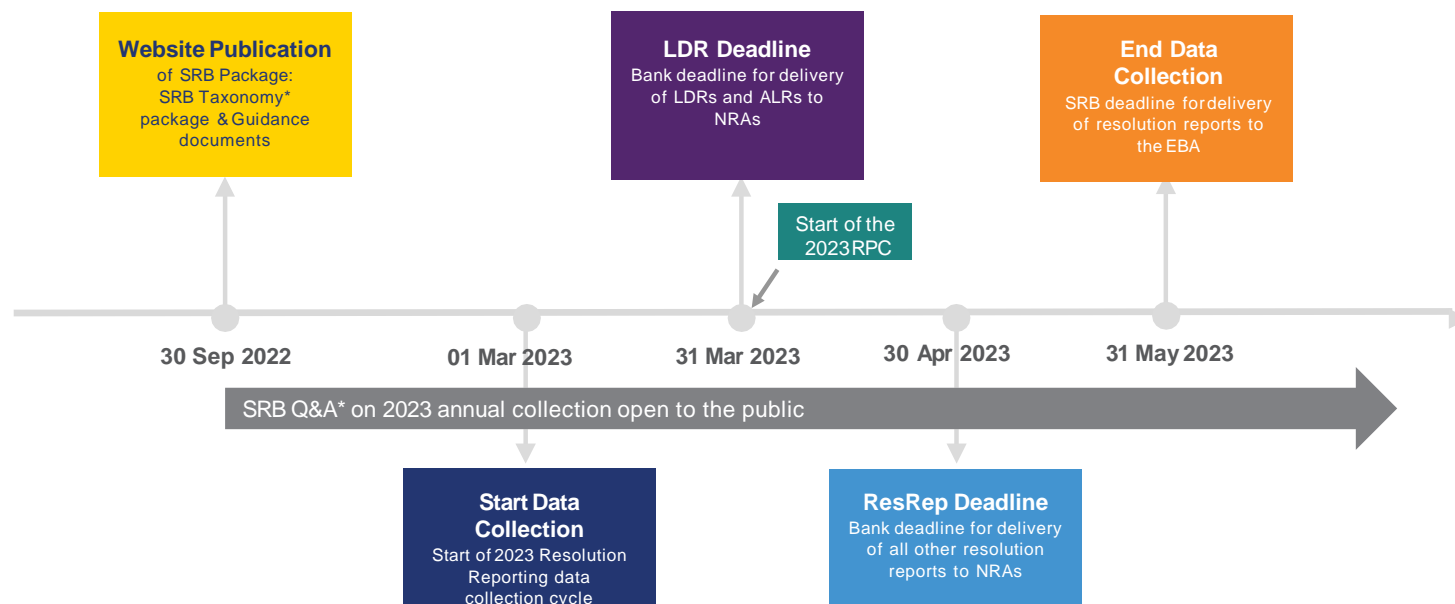 Website Publication
of SRB Package:
SRB Taxonomy*
package & Guidance
documents
LDR Deadline
Bank deadline for delivery
of LDRs and ALRs to
NRAs
End Data
Collection
SRB deadline for delivery
of resolution reports to
the EBA
Start of the
2023 RPC
30 Sep 2022
01 Mar 2023
31 Mar 2023
30 Apr 2023
31 May 2023
SRB Q&A* on 2023 annual collection open to the public
Start Data
Collection
Start of 2023 Resolution
Reporting data
collection cycle
ResRep Deadline
Bank deadline for delivery
of all other resolution
reports to NRAs